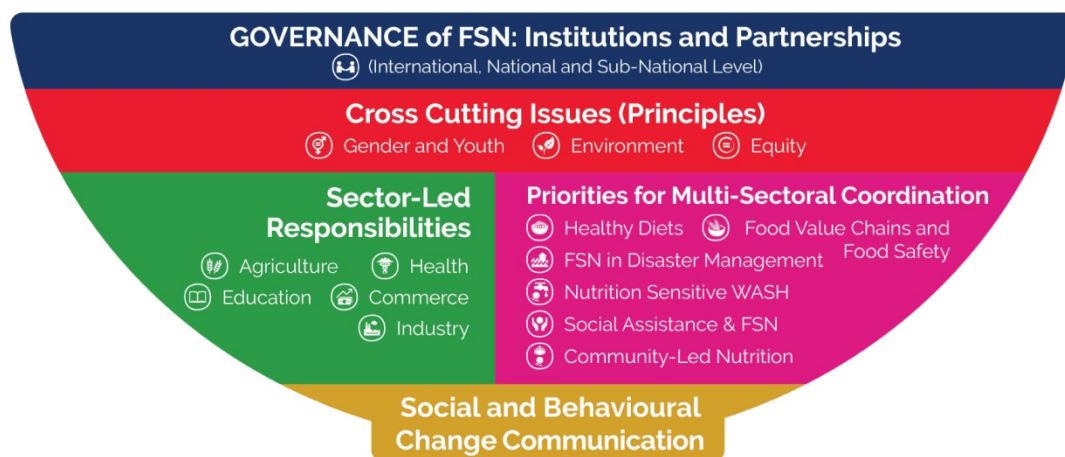 GOVERNANCE of FSN: Institutions and Partnerships
(International, National and Sub-National Level)
Cross Cutting Issues (Principles)
Gender and Youth Environment Equity
Sector-Led
Responsibilities
Agriculture Health
Education Commerce
Industry
Priorities for Multi-Sectoral Coordination
Healthy Diets Food Value Chains and
Food Safety
FSN in Disaster Management
Nutrition Sensitive WASH
Social Assistance & FSN
Community-Led Nutrition
Social and Behavioural
Change Communication